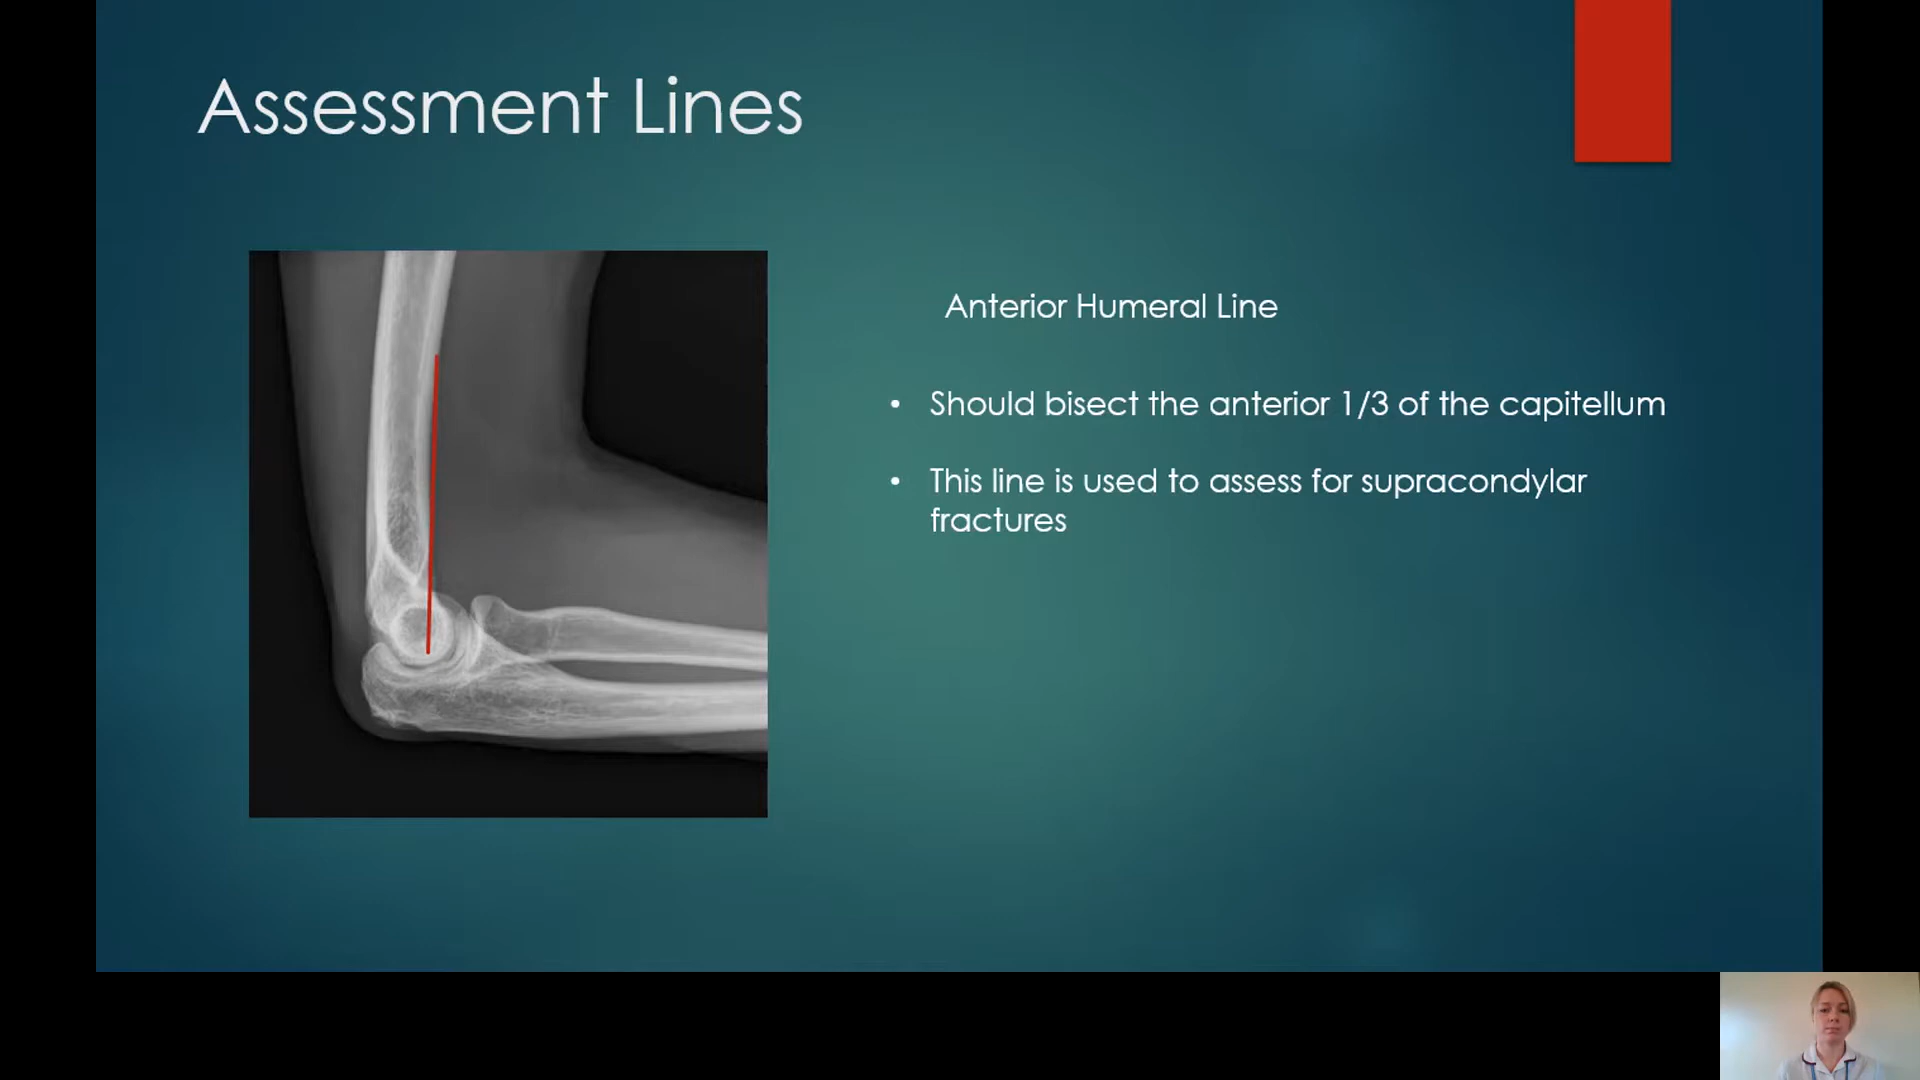 Assessment Lines
Anterior Humeral Line
• Should bisect the anterior 1/3 of the capitellum
• This line is used to assess for supracondylar
fractures